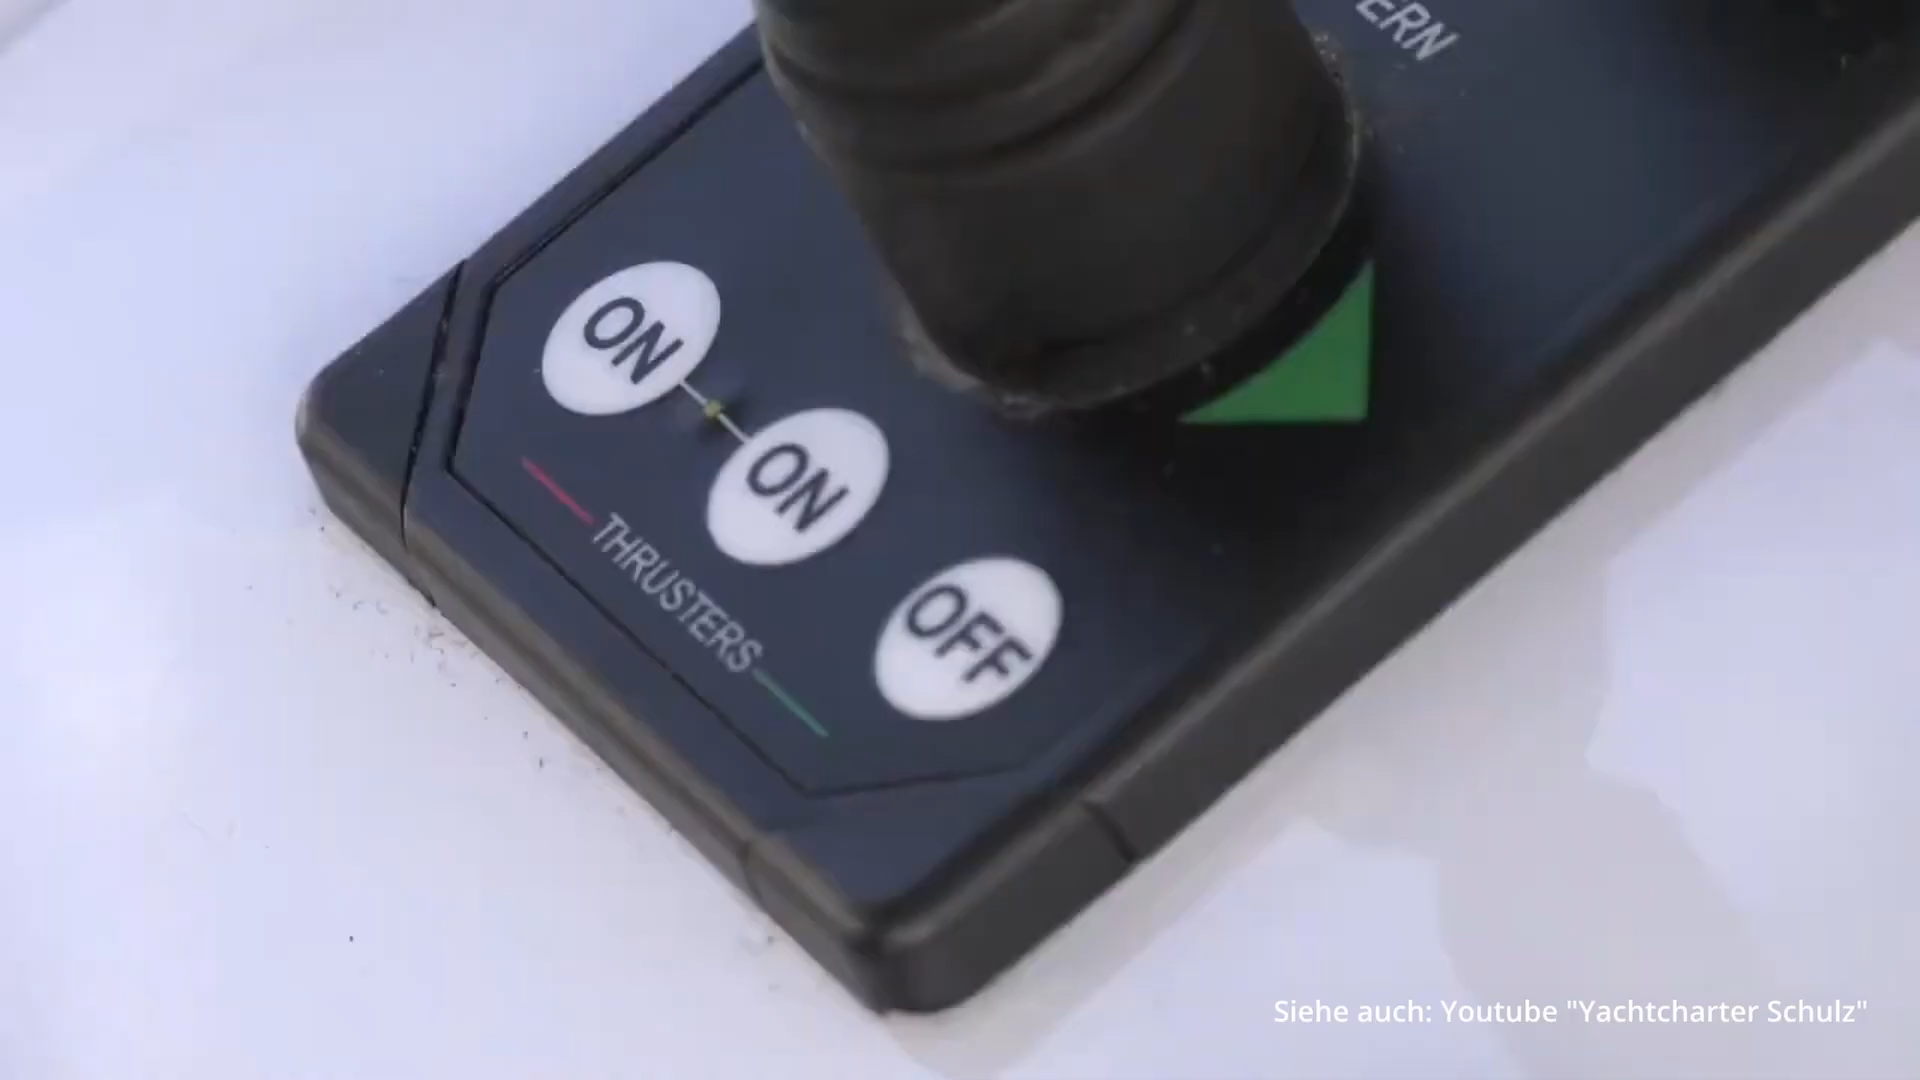 ERN
ON
ON
OFF
THRUSTERS
Siehe auch: Youtube "Yachtcharter Schulz"